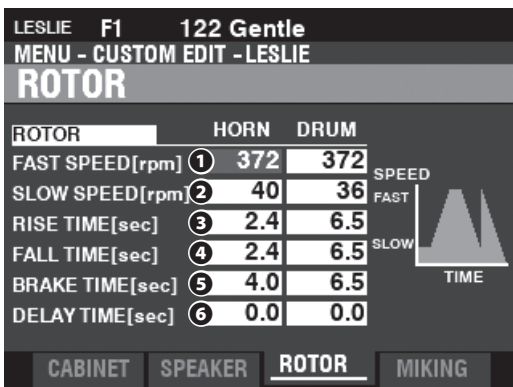 LESLIE F1 122 Gentle
MENU - CUSTOM EDIT - LESLIE
ROTOR
ROTOR HORN DRUM
FAST SPEED[rpm] 1 372 372
SLOW SPEED[rpm] 2 40 36
RISE TIME[sec] 3 2.4 6.5
FALL TIME[sec] 4 2.4 6.5
BRAKE TIME[sec] 5 4.0 6.5
DELAY TIME[sec] 6 0.0 0.0
SPEED
FAST
SLOW
TIME
CABINET SPEAKER ROTOR MIKING